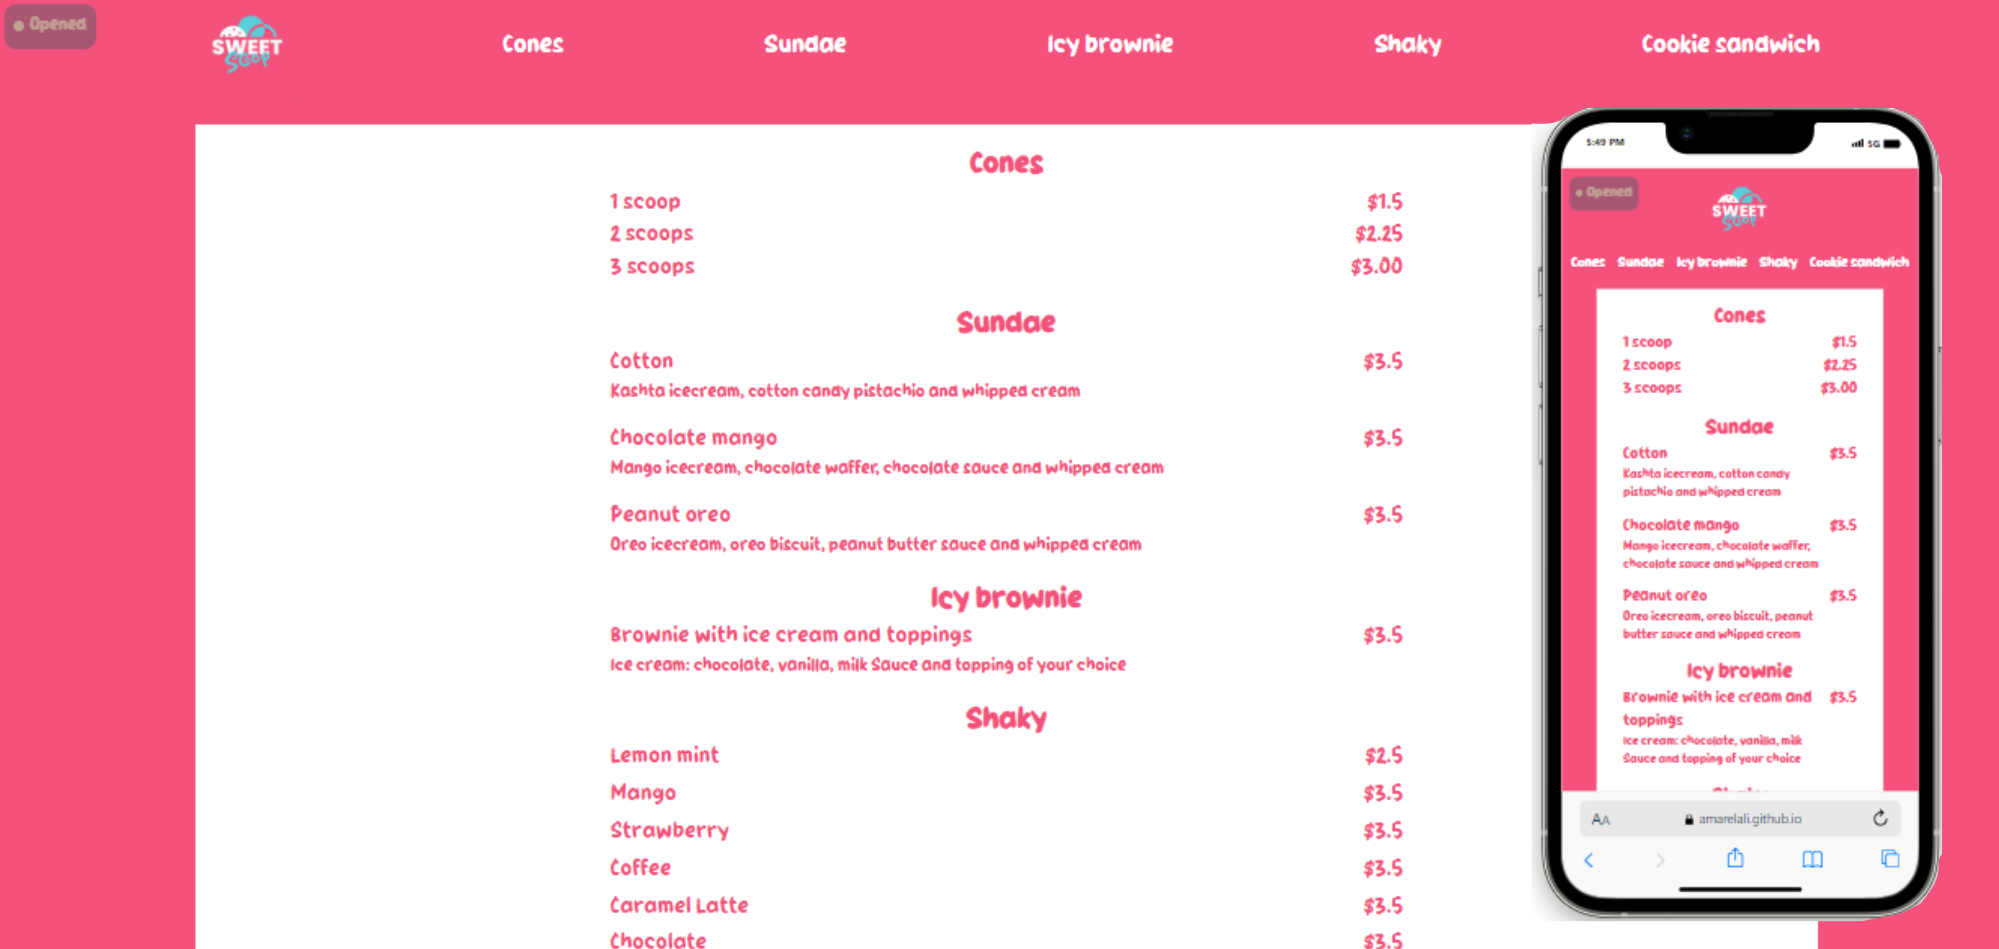 Opened
SWEET
Scoop
Cones Sundae Icy brownie Shaky Cookie sandwich
Cones
1 scoop $1.5
2 scoops $2.25
3 scoops $3.00
Sundae
Cotton $3.5
Kashta icecream, cotton candy pistachio and whipped cream
Chocolate mango $3.5
Mango icecream, chocolate waffer, chocolate sauce and whipped cream
Peanut oreo $3.5
Oreo icecream, oreo biscuit, peanut butter sauce and whipped cream
Icy brownie
Brownie with ice cream and toppings $3.5
Ice cream: chocolate, vanilla, milk Sauce and topping of your choice
Shaky
Lemon mint $2.5
Mango $3.5
Strawberry $3.5
Coffee $3.5
Caramel Latte $3.5
Chocolate $3.5
5:49 PM 5G
Opened
SWEET
Scoop
Cones Sundae Icy brownie Shaky Cookie sandwich
Cones
1 scoop $1.5
2 scoops $2.25
3 scoops $3.00
Sundae
Cotton $3.5
Kashta icecream, cotton candy
pistachio and whipped cream
Chocolate mango $3.5
Mango icecream, chocolate waffer,
chocolate sauce and whipped cream
Peanut oreo $3.5
Oreo icecream, oreo biscuit, peanut
butter sauce and whipped cream
Icy brownie
Brownie with ice cream and $3.5
toppings
Ice cream: chocolate, vanilla, milk
Sauce and topping of your choice
AA amarelali.github.io